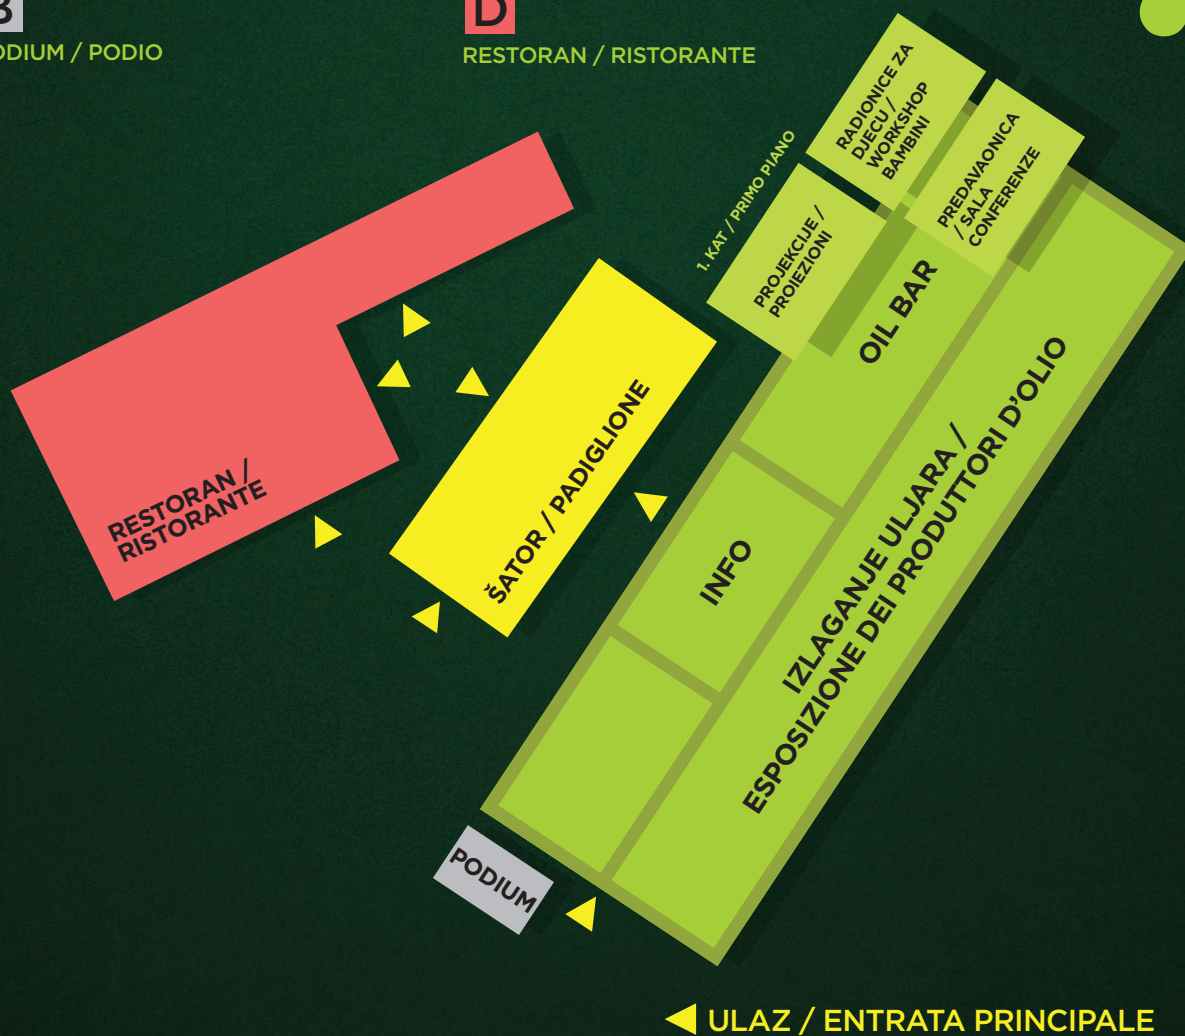 B
D
PODIUM / PODIO
RESTORAN / RISTORANTE
RADIONICE ZA
DJECU /
WORKSHOP
BAMBINI
PREDAVAONICA
/ SALA
CONFERENZE
1. KAT / PRIMO PIANO
PROJEKCIJE /
PROIEZIONI
OIL BAR
RESTORAN /
RISTORANTE
ŠATOR / PADIGLIONE
INFO
IZLAGANJE ULJARA /
ESPOSIZIONE DEI PRODUTTORI D'OLIO
PODIUM
ULAZ / ENTRATA PRINCIPALE